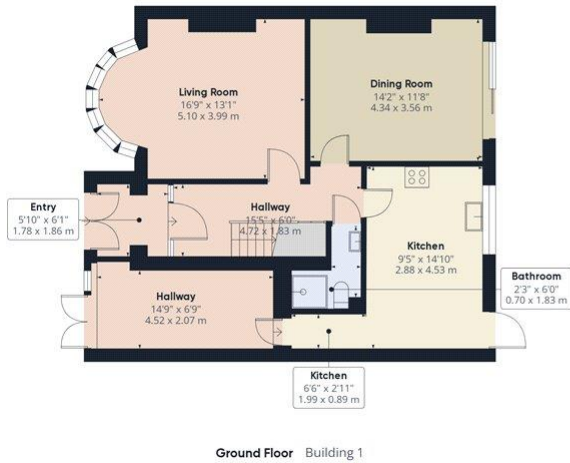 Living Room
16'9" x 13'1"
5.10 x 3.99 m
Dining Room
14'2" x 11'8"
4.34 x 3.56 m
Entry
5'10" x 6'1"
1.78 x 1.86 m
Hallway
15'5" x 6'0"
4.72 x 1.83 m
Kitchen
9'5" x 14'10"
2.88 x 4.53 m
Bathroom
2'3" x 6'0"
0.70 x 1.83 m
Hallway
14'9" x 6'9"
4.52 x 2.07 m
Kitchen
6'6" x 2'11"
1.99 x 0.89 m
Ground Floor Building 1